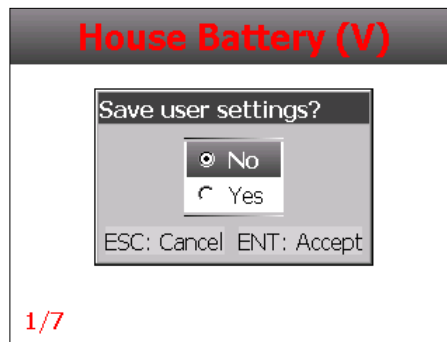 House Battery (V)
Save user settings?
No
Yes
ESC: Cancel ENT: Accept
1/7